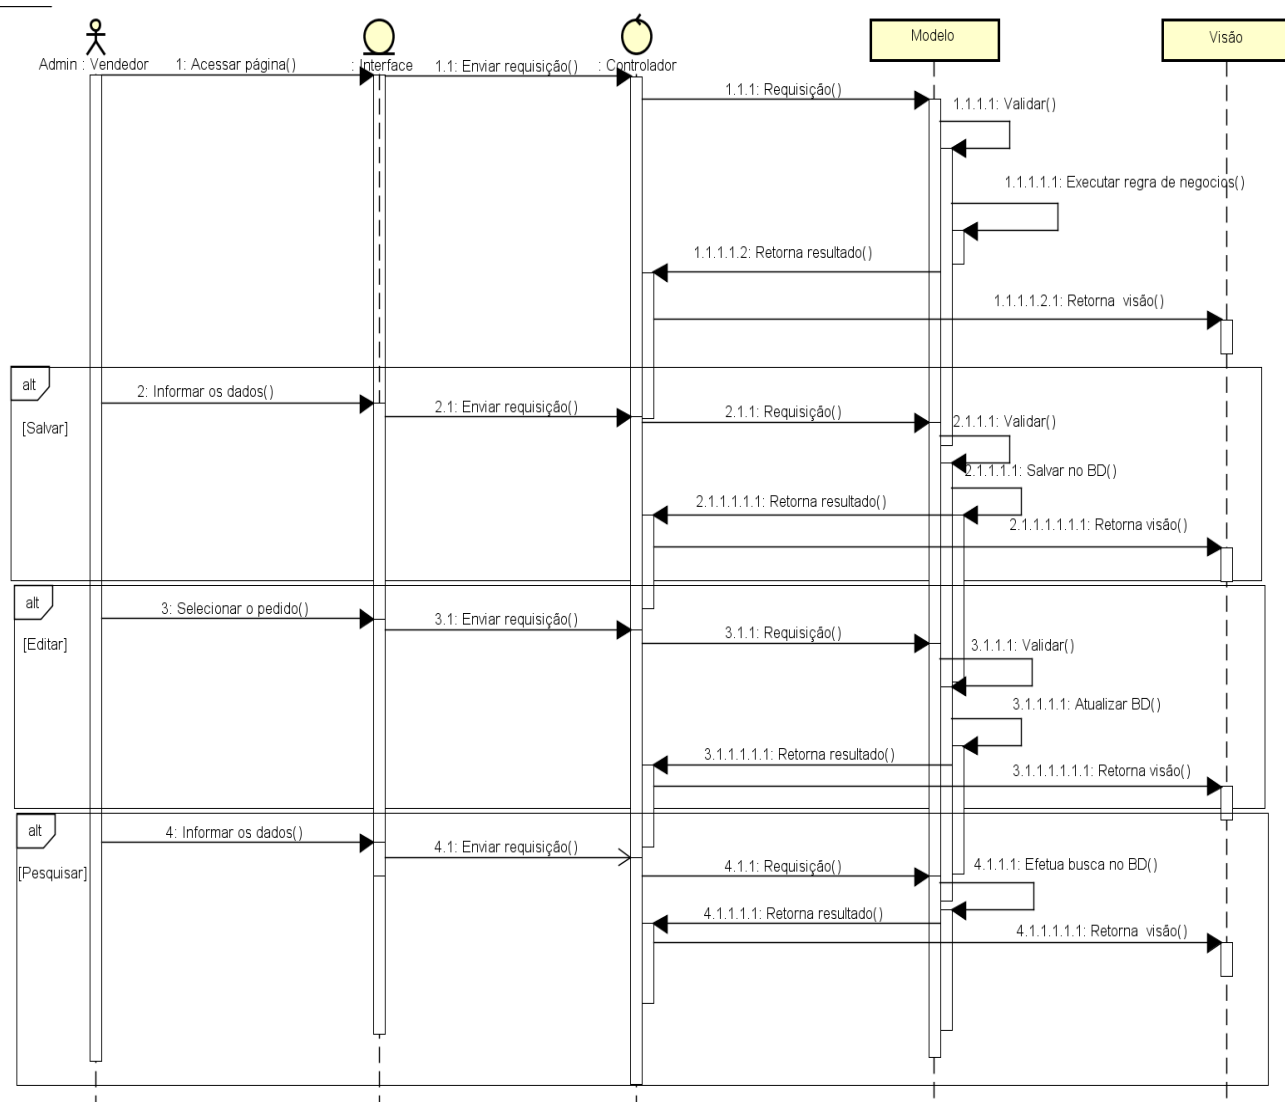 Modelo
Visão
Admin : Vendedor
1: Acessar página()
: Interface
1.1: Enviar requisição()
: Controlador
1.1.1: Requisição()
1.1.1.1: Validar()
1.1.1.1.1: Executar regra de negocios()
1.1.1.1.2: Retorna resultado()
1.1.1.1.2.1: Retorna visão()
alt
[Salvar]
2: Informar os dados()
2.1: Enviar requisição()
2.1.1: Requisição()
2.1.1.1: Validar()
2.1.1.1.1: Salvar no BD()
2.1.1.1.1.1: Retorna resultado()
2.1.1.1.1.1.1: Retorna visão()
alt
[Editar]
3: Selecionar o pedido()
3.1: Enviar requisição()
3.1.1: Requisição()
3.1.1.1: Validar()
3.1.1.1.1: Atualizar BD()
3.1.1.1.1.1: Retorna resultado()
3.1.1.1.1.1.1: Retorna visão()
alt
[Pesquisar]
4: Informar os dados()
4.1: Enviar requisição()
4.1.1: Requisição()
4.1.1.1: Efetua busca no BD()
4.1.1.1.1: Retorna resultado()
4.1.1.1.1.1: Retorna visão()